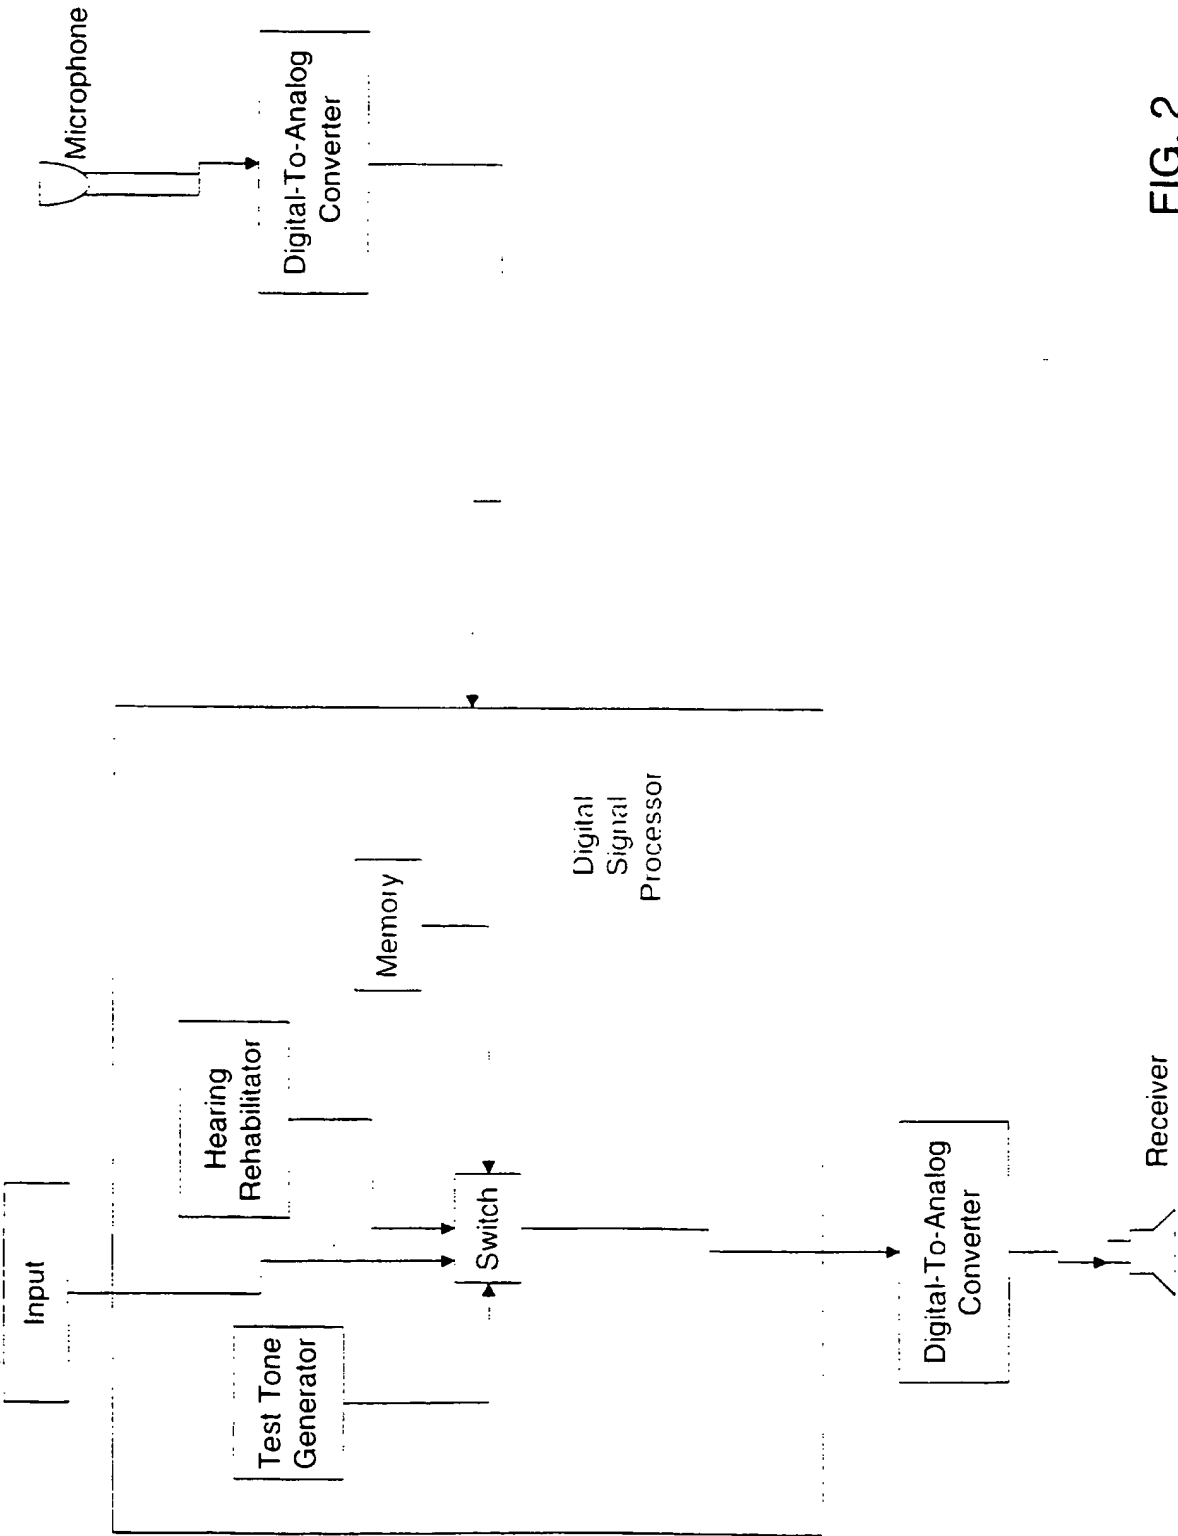 Input
Microphone
Test Tone
Generator
Hearing
Rehabilitator
Digital-To-Analog
Converter
Memory
Switch
Digital
Signal
Processor
Digital-To-Analog
Converter
Receiver
FIG. 2